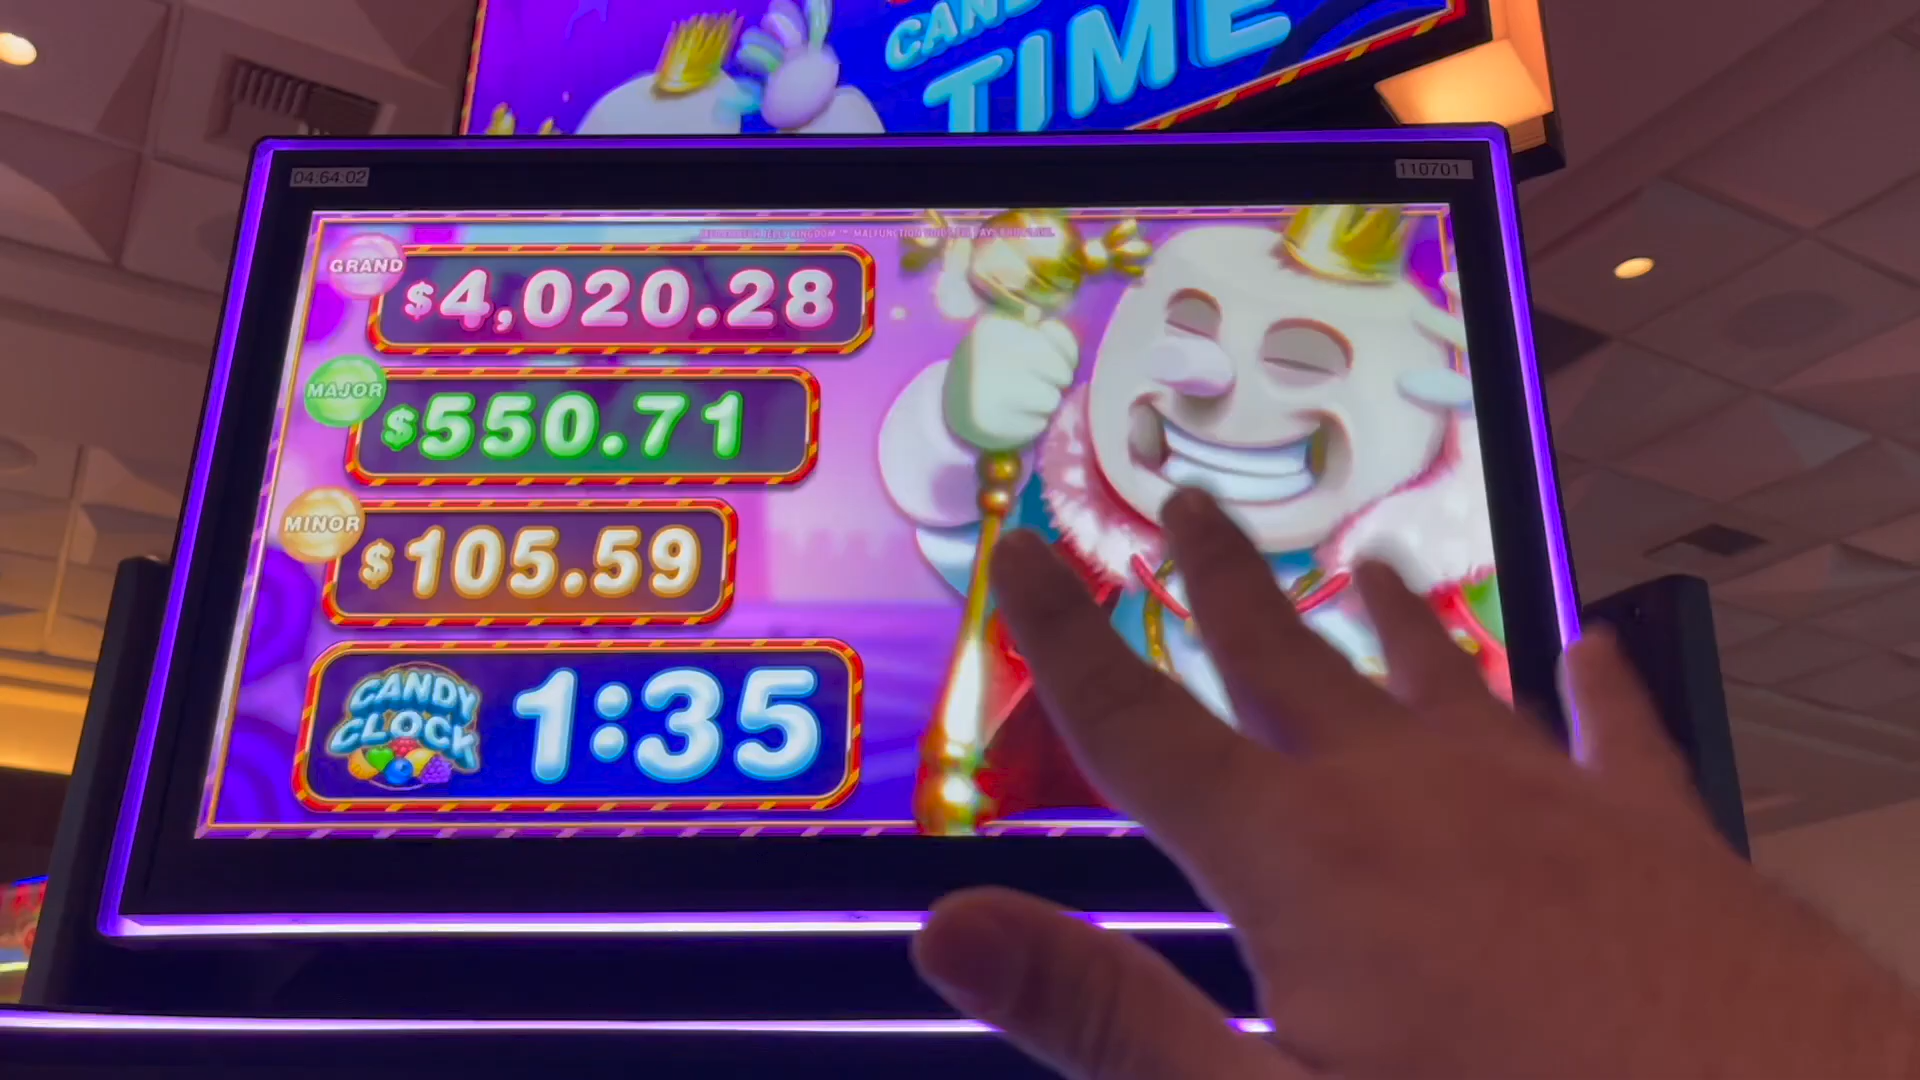 CAND
TIME
04:64:02
110701
GRAND
$4,020.28
MAJOR
$550.71
MINOR
$105.59
CANDY
CLOCK
1:35